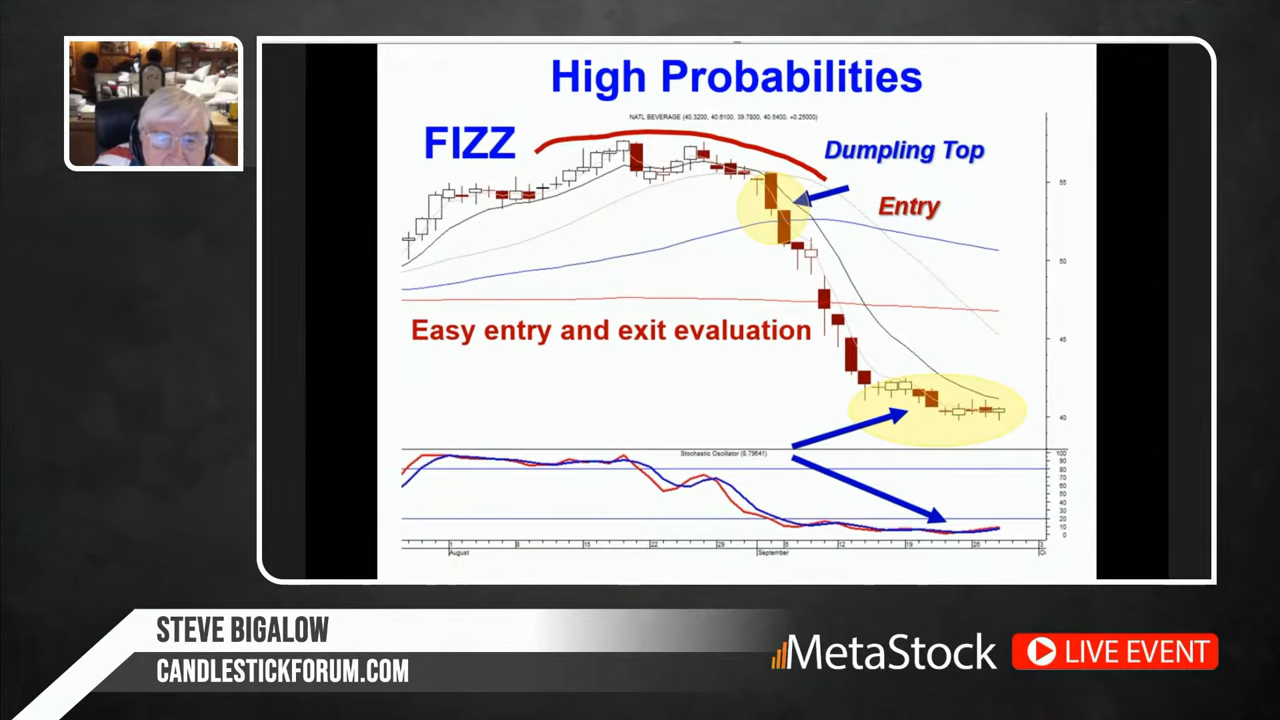 High Probabilities
NATL BEVERAGE (40.3200, 40.6100, 39.7800, 40.5400, +0.25000)
FIZZ
Dumpling Top
Entry
Easy entry and exit evaluation
55
50
45
40
Stochastic Oscillator (8.79641)
100
90
80
70
60
50
40
30
20
10
0
1
8
15
22
29
6
12
19
26
3
August
September
STEVE BIGALOW
CANDLESTICKFORUM.COM
MetaStock
LIVE EVENT